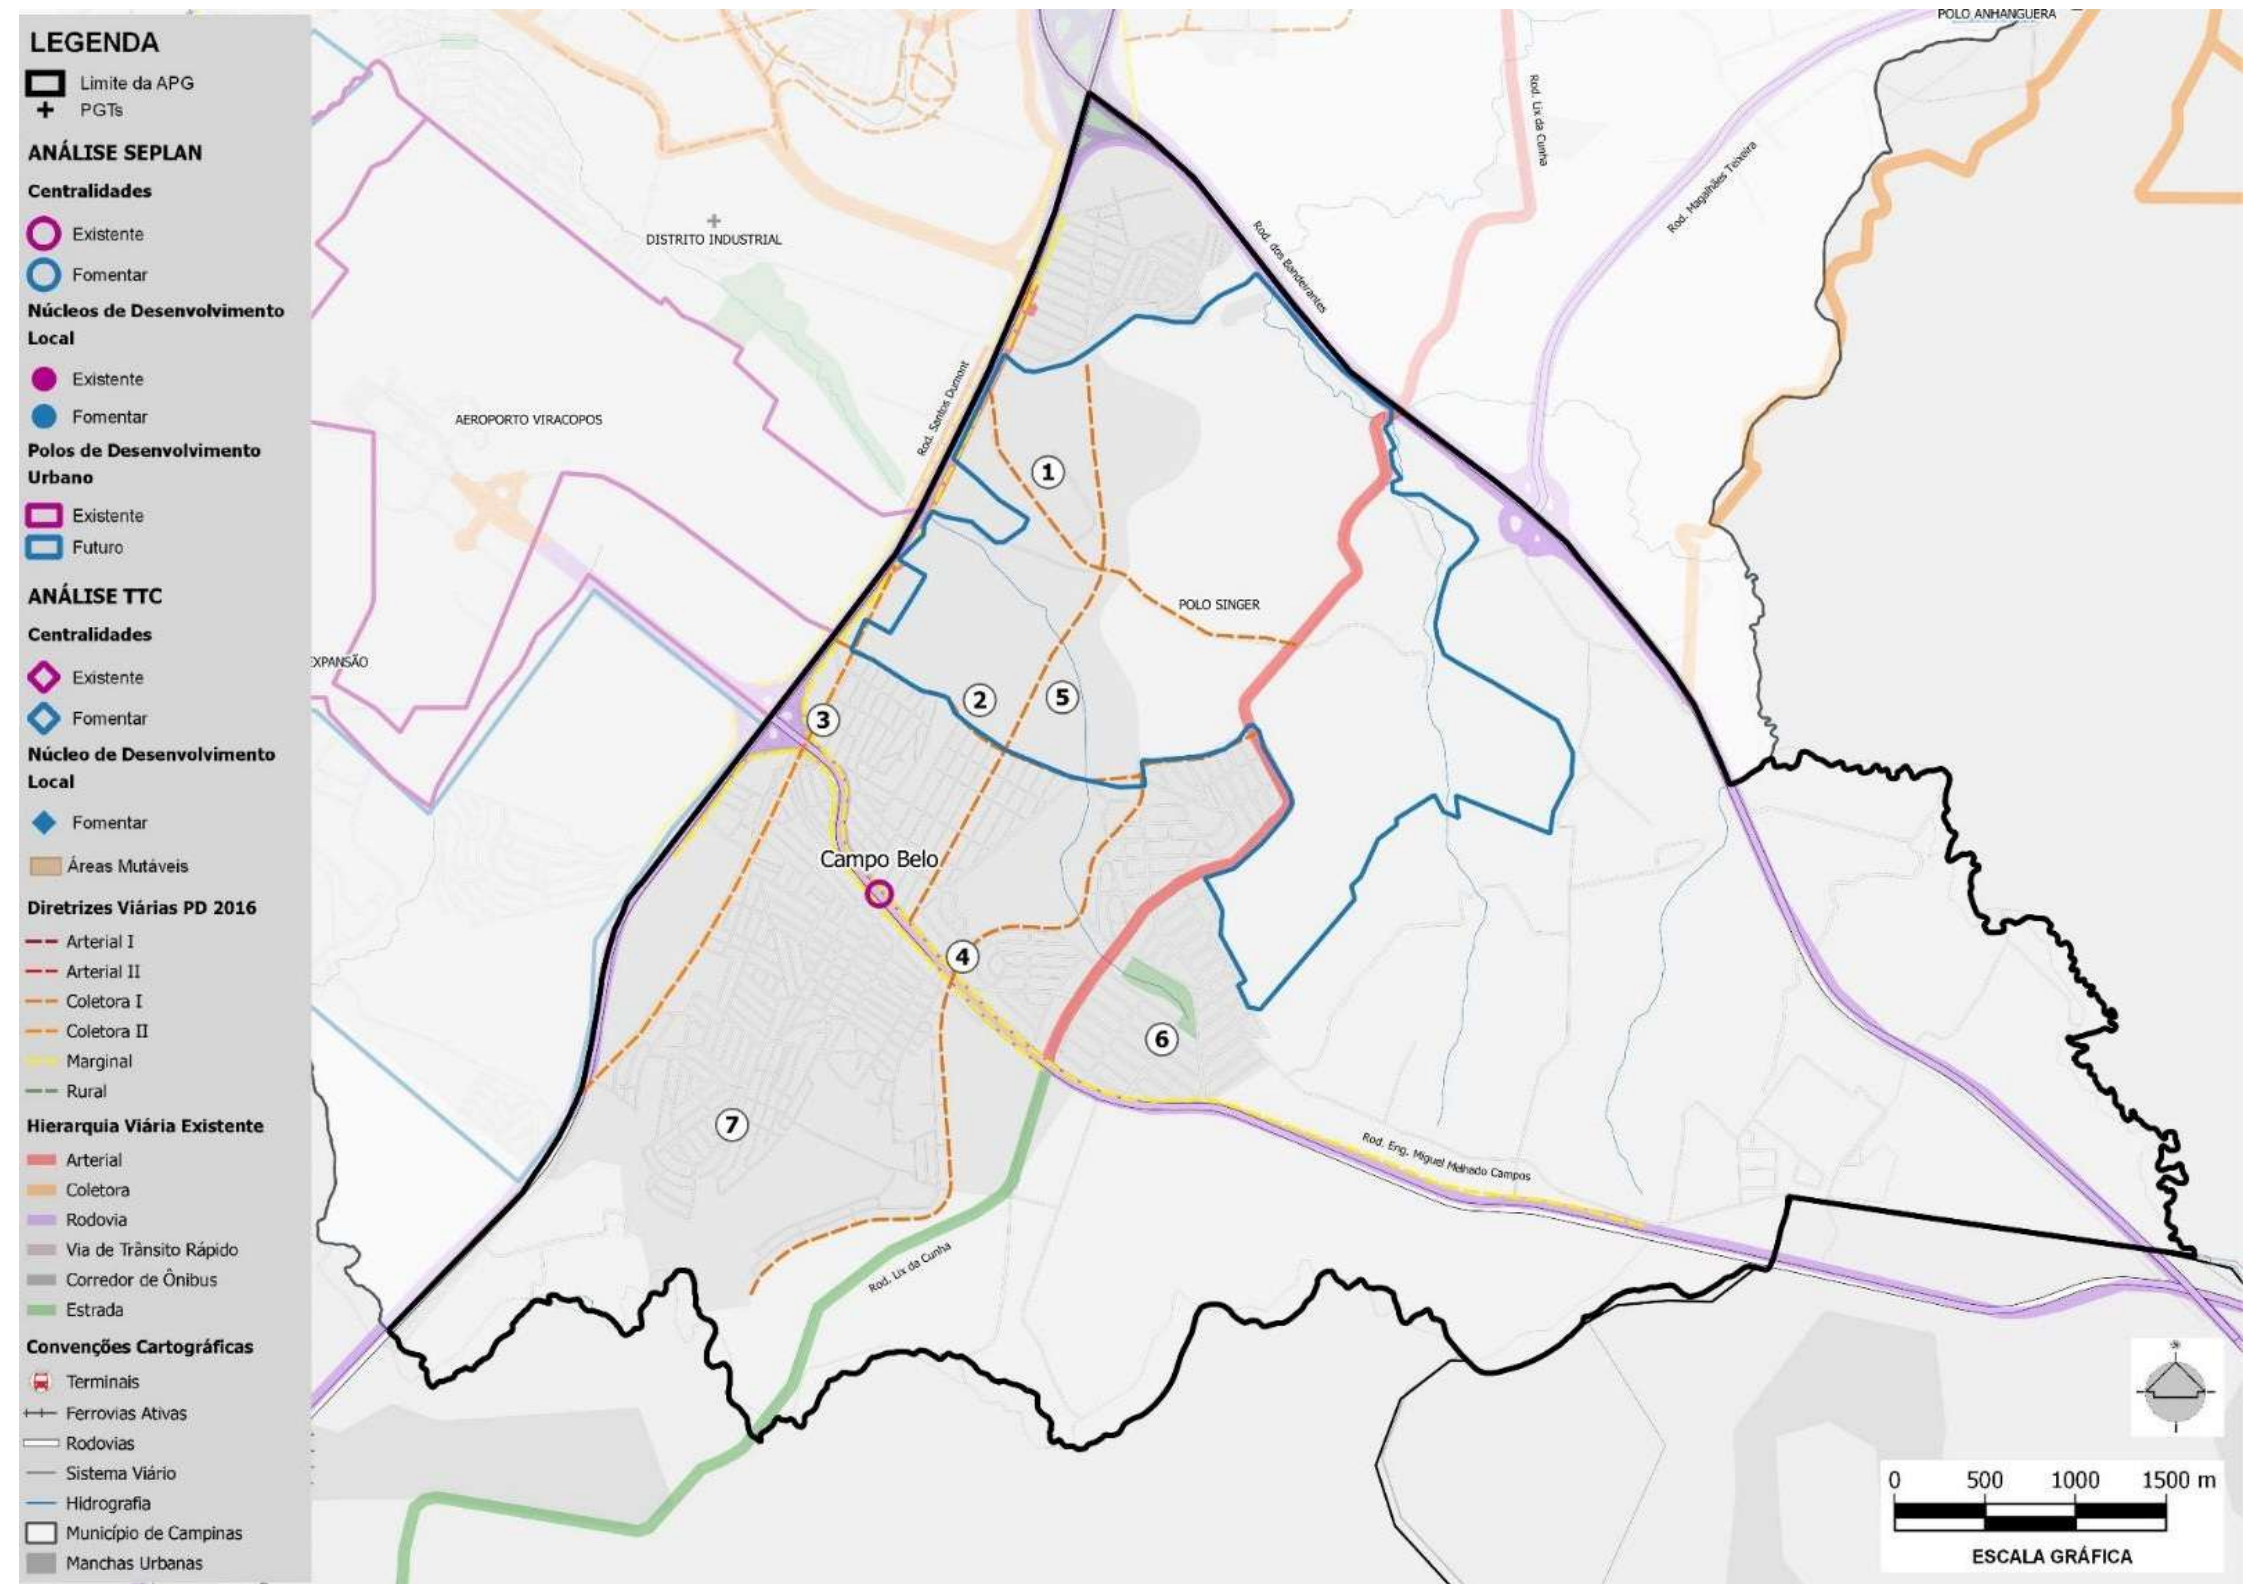 LEGENDA
Limite da APG
PGTs
ANÁLISE SEPLAN
Centralidades
Existente
Fomentar
Núcleos de Desenvolvimento
Local
Existente
Fomentar
Polos de Desenvolvimento
Urbano
Existente
Futuro
ANÁLISE TTC
Centralidades
Existente
Fomentar
Núcleo de Desenvolvimento
Local
Fomentar
Áreas Mutáveis
Diretrizes Viárias PD 2016
Arterial I
Arterial II
Coletora I
Coletora II
Marginal
Rural
Hierarquia Viária Existente
Arterial
Coletora
Rodovia
Via de Trânsito Rápido
Corredor de Ônibus
Estrada
Convenções Cartográficas
Terminais
Ferrovias Ativas
Rodovias
Sistema Viário
Hidrografia
Município de Campinas
Manchas Urbanas
POLO ANHANGUERA
Rod. Lix da Cunha
Rod. Magalhães Teixeira
DISTRITO INDUSTRIAL
Rod. dos Bandeirantes
Rod. Santos Dumont
AEROPORTO VIRACOPOS
1
POLO SINGER
EXPANSÃO
2
5
3
Campo Belo
4
6
7
Rod. Eng. Miguel Melhado Campos
Rod. Lix da Cunha
0 500 1000 1500 m
ESCALA GRÁFICA